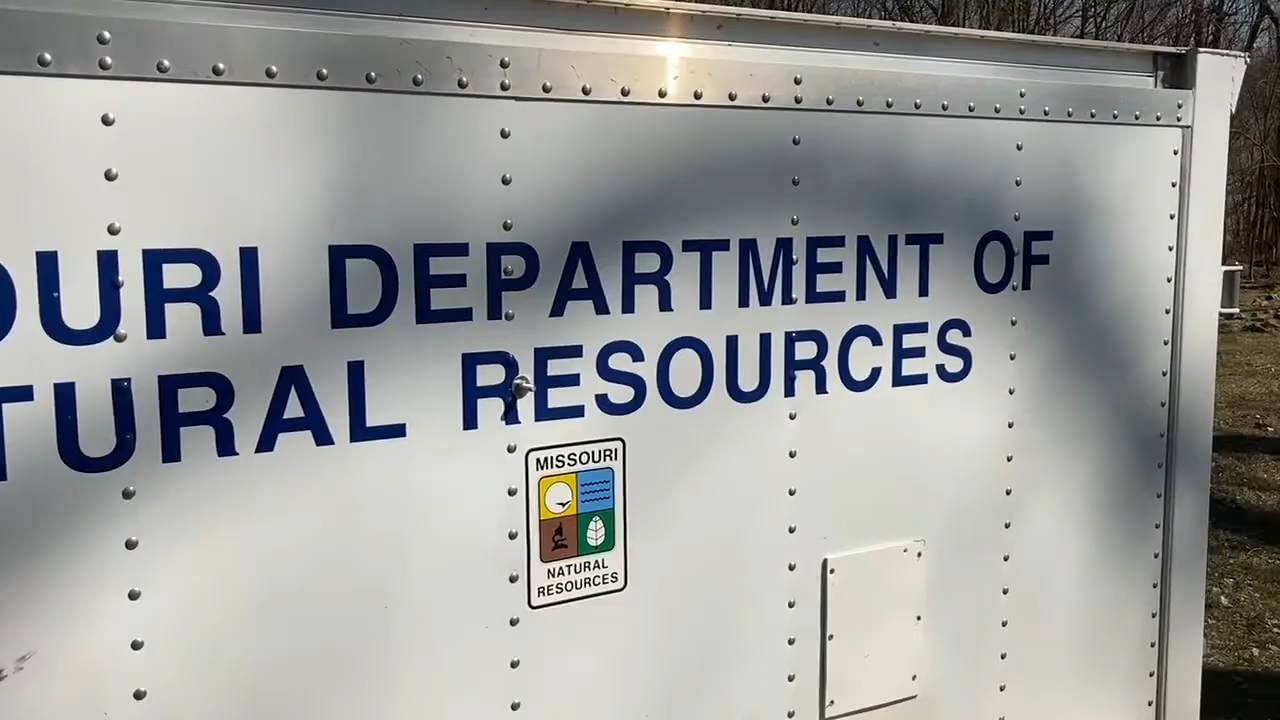 OURI DEPARTMENT OF
TURAL RESOURCES
MISSOURI
NATURAL
RESOURCES